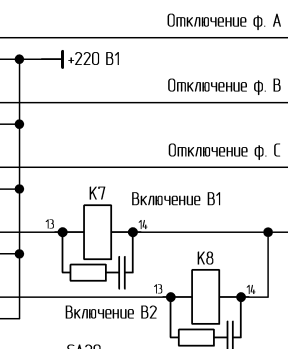 Отключение ф. А
+220 В1
Отключение ф. В
Отключение ф. С
К7
Включение В1
13
14
К8
13
14
Включение В2